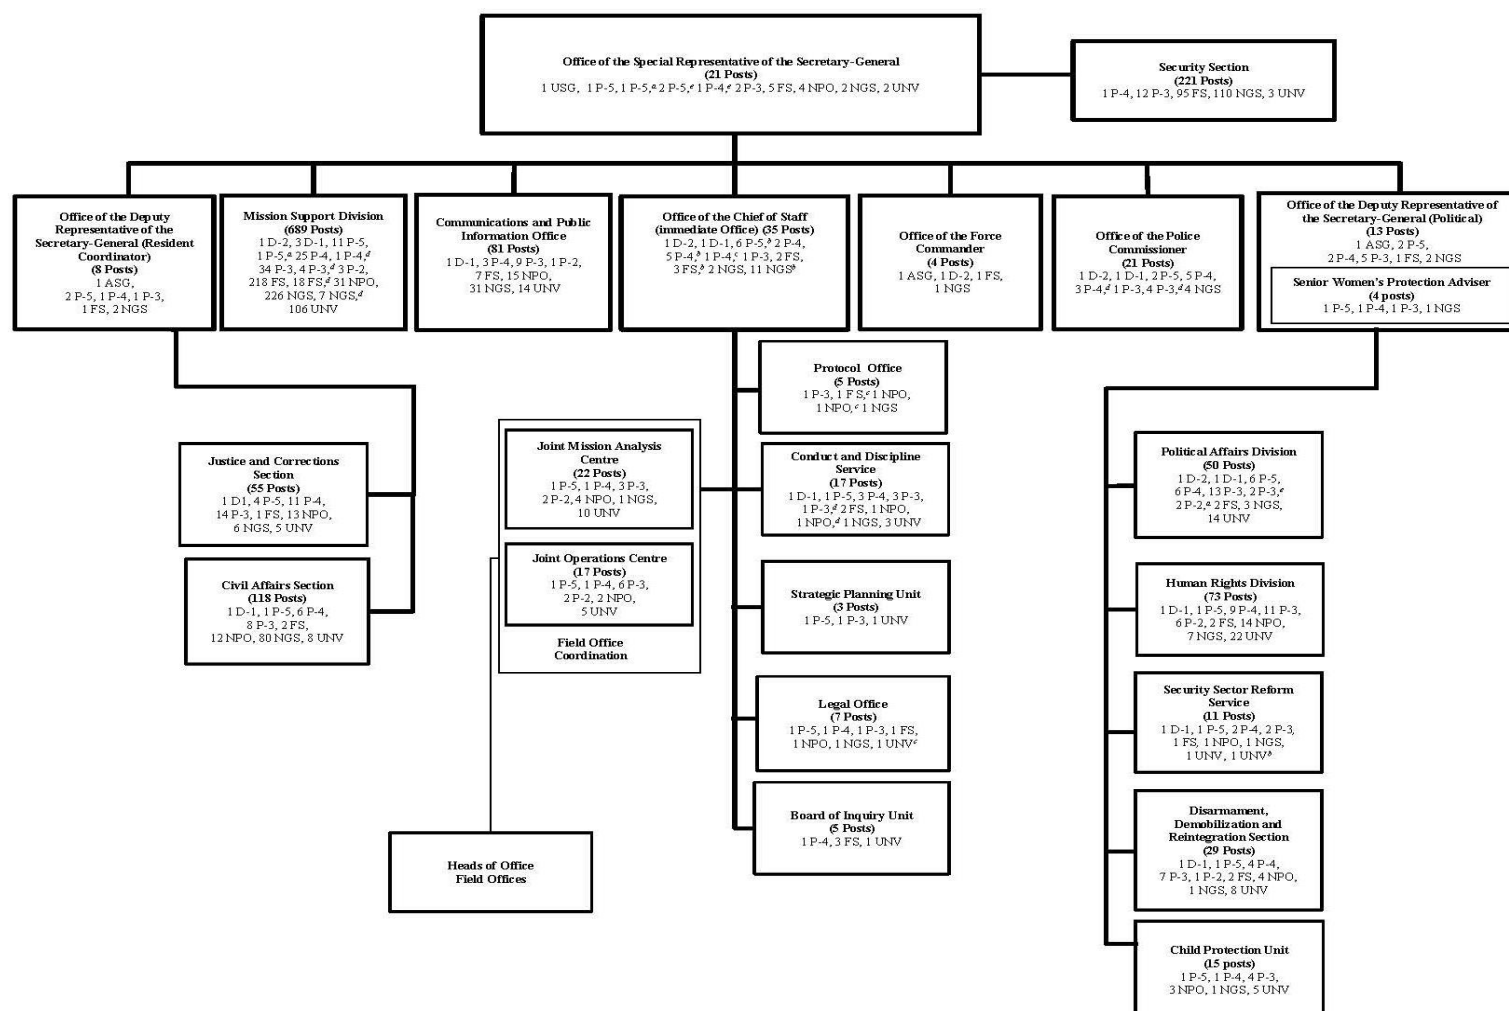 Office of the Special Representative of the Secretary-General
(21 Posts)
1 USG, 1 P-5, 1 P-5,ᵃ 2 P-5,ᵉ 1 P-4,ᵉ 2 P-3, 5 FS, 4 NPO, 2 NGS, 2 UNV
Security Section
(221 Posts)
1 P-4, 12 P-3, 95 FS, 110 NGS, 3 UNV
Office of the Deputy
Representative of the
Secretary-General (Resident
Coordinator)
(8 Posts)
1 ASG,
2 P-5, 1 P-4, 1 P-3,
1 FS, 2 NGS
Mission Support Division
(689 Posts)
1 D-2, 3 D-1, 11 P-5,
1 P-5,ᵃ 25 P-4, 1 P-4,ᵈ
34 P-3, 4 P-3,ᵈ 3 P-2,
218 FS, 18 FS,ᵈ 31 NPO,
226 NGS, 7 NGS,ᵈ
106 UNV
Communications and Public
Information Office
(81 Posts)
1 D-1, 3 P-4, 9 P-3, 1 P-2,
7 FS, 15 NPO,
31 NGS, 14 UNV
Office of the Chief of Staff
(immediate Office) (35 Posts)
1 D-2, 1 D-1, 6 P-5,ᵇ 2 P-4,
5 P-4,ᵇ 1 P-4,ᶜ 1 P-3, 2 FS,
3 FS,ᵇ 2 NGS, 11 NGSᵇ
Office of the Force
Commander
(4 Posts)
1 ASG, 1 D-2, 1 FS,
1 NGS
Office of the Police
Commissioner
(21 Posts)
1 D-2, 1 D-1, 2 P-5, 5 P-4,
3 P-4,ᵈ 1 P-3, 4 P-3,ᵈ 4 NGS
Office of the Deputy Representative of
the Secretary-General (Political)
(13 Posts)
1 ASG, 2 P-5,
2 P-4, 5 P-3, 1 FS, 2 NGS
Senior Women's Protection Adviser
(4 posts)
1 P-5, 1 P-4, 1 P-3, 1 NGS
Justice and Corrections
Section
(55 Posts)
1 D1, 4 P-5, 11 P-4,
14 P-3, 1 FS, 13 NPO,
6 NGS, 5 UNV
Civil Affairs Section
(118 Posts)
1 D-1, 1 P-5, 6 P-4,
8 P-3, 2 FS,
12 NPO, 80 NGS, 8 UNV
Joint Mission Analysis
Centre
(22 Posts)
1 P-5, 1 P-4, 3 P-3,
2 P-2, 4 NPO, 1 NGS,
10 UNV
Joint Operations Centre
(17 Posts)
1 P-5, 1 P-4, 6 P-3,
2 P-2, 2 NPO,
5 UNV
Field Office
Coordination
Heads of Office
Field Offices
Protocol Office
(5 Posts)
1 P-3, 1 FS,ᶜ 1 NPO,
1 NPO,ᶜ 1 NGS
Conduct and Discipline
Service
(17 Posts)
1 D-1, 1 P-5, 3 P-4, 3 P-3,
1 P-3,ᵈ 2 FS, 1 NPO,
1 NPO,ᵈ 1 NGS, 3 UNV
Strategic Planning Unit
(3 Posts)
1 P-5, 1 P-3, 1 UNV
Legal Office
(7 Posts)
1 P-5, 1 P-4, 1 P-3, 1 FS,
1 NPO, 1 NGS, 1 UNVᶜ
Board of Inquiry Unit
(5 Posts)
1 P-4, 3 FS, 1 UNV
Political Affairs Division
(50 Posts)
1 D-2, 1 D-1, 6 P-5,
6 P-4, 13 P-3, 2 P-3,ᵉ
2 P-2,ᵃ 2 FS, 3 NGS,
14 UNV
Human Rights Division
(73 Posts)
1 D-1, 1 P-5, 9 P-4, 11 P-3,
6 P-2, 2 FS, 14 NPO,
7 NGS, 22 UNV
Security Sector Reform
Service
(11 Posts)
1 D-1, 1 P-5, 2 P-4, 2 P-3,
1 FS, 1 NPO, 1 NGS,
1 UNV, 1 UNVᵇ
Disarmament,
Demobilization and
Reintegration Section
(29 Posts)
1 D-1, 1 P-5, 4 P-4,
7 P-3, 1 P-2, 2 FS, 4 NPO,
1 NGS, 8 UNV
Child Protection Unit
(15 posts)
1 P-5, 1 P-4, 4 P-3,
3 NPO, 1 NGS, 5 UNV